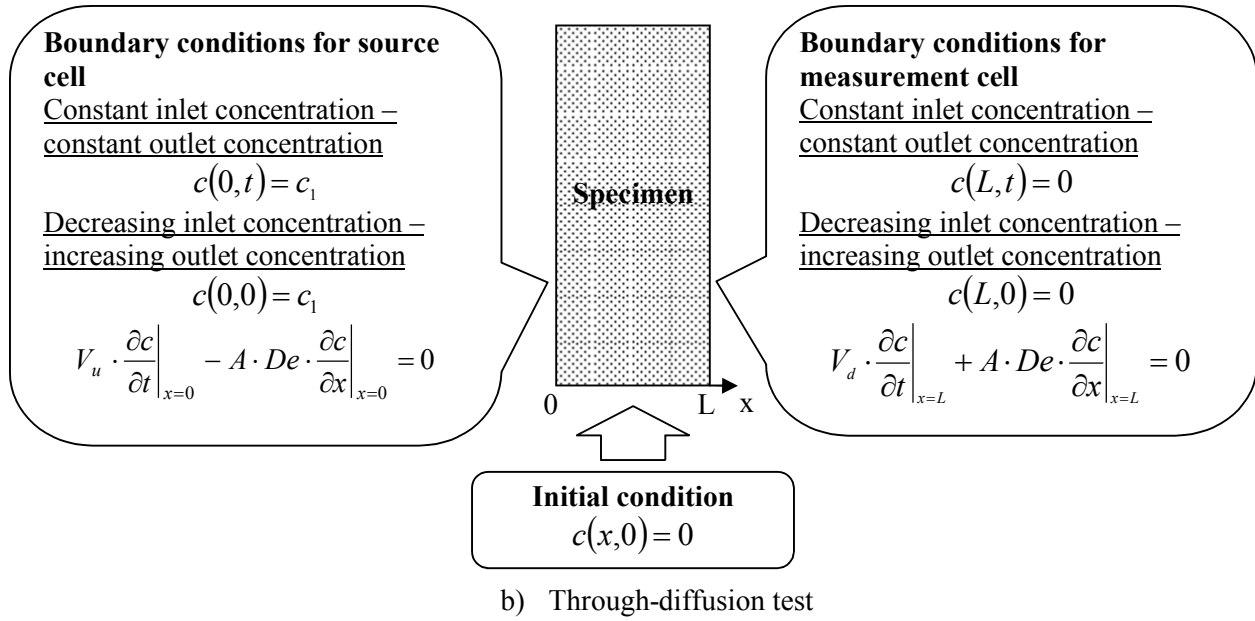 Boundary conditions for source
cell
Constant inlet concentration –
constant outlet concentration
c(0,t) = c₁
Decreasing inlet concentration –
increasing outlet concentration
c(0,0) = c₁
V_u · ∂c/∂t|ₓ₌₀ − A · De · ∂c/∂x|ₓ₌₀ = 0
Specimen
0 L x
Boundary conditions for
measurement cell
Constant inlet concentration –
constant outlet concentration
c(L,t) = 0
Decreasing inlet concentration –
increasing outlet concentration
c(L,0) = 0
V_d · ∂c/∂t|_{x=L} + A · De · ∂c/∂x|_{x=L} = 0
Initial condition
c(x,0) = 0
b) Through-diffusion test